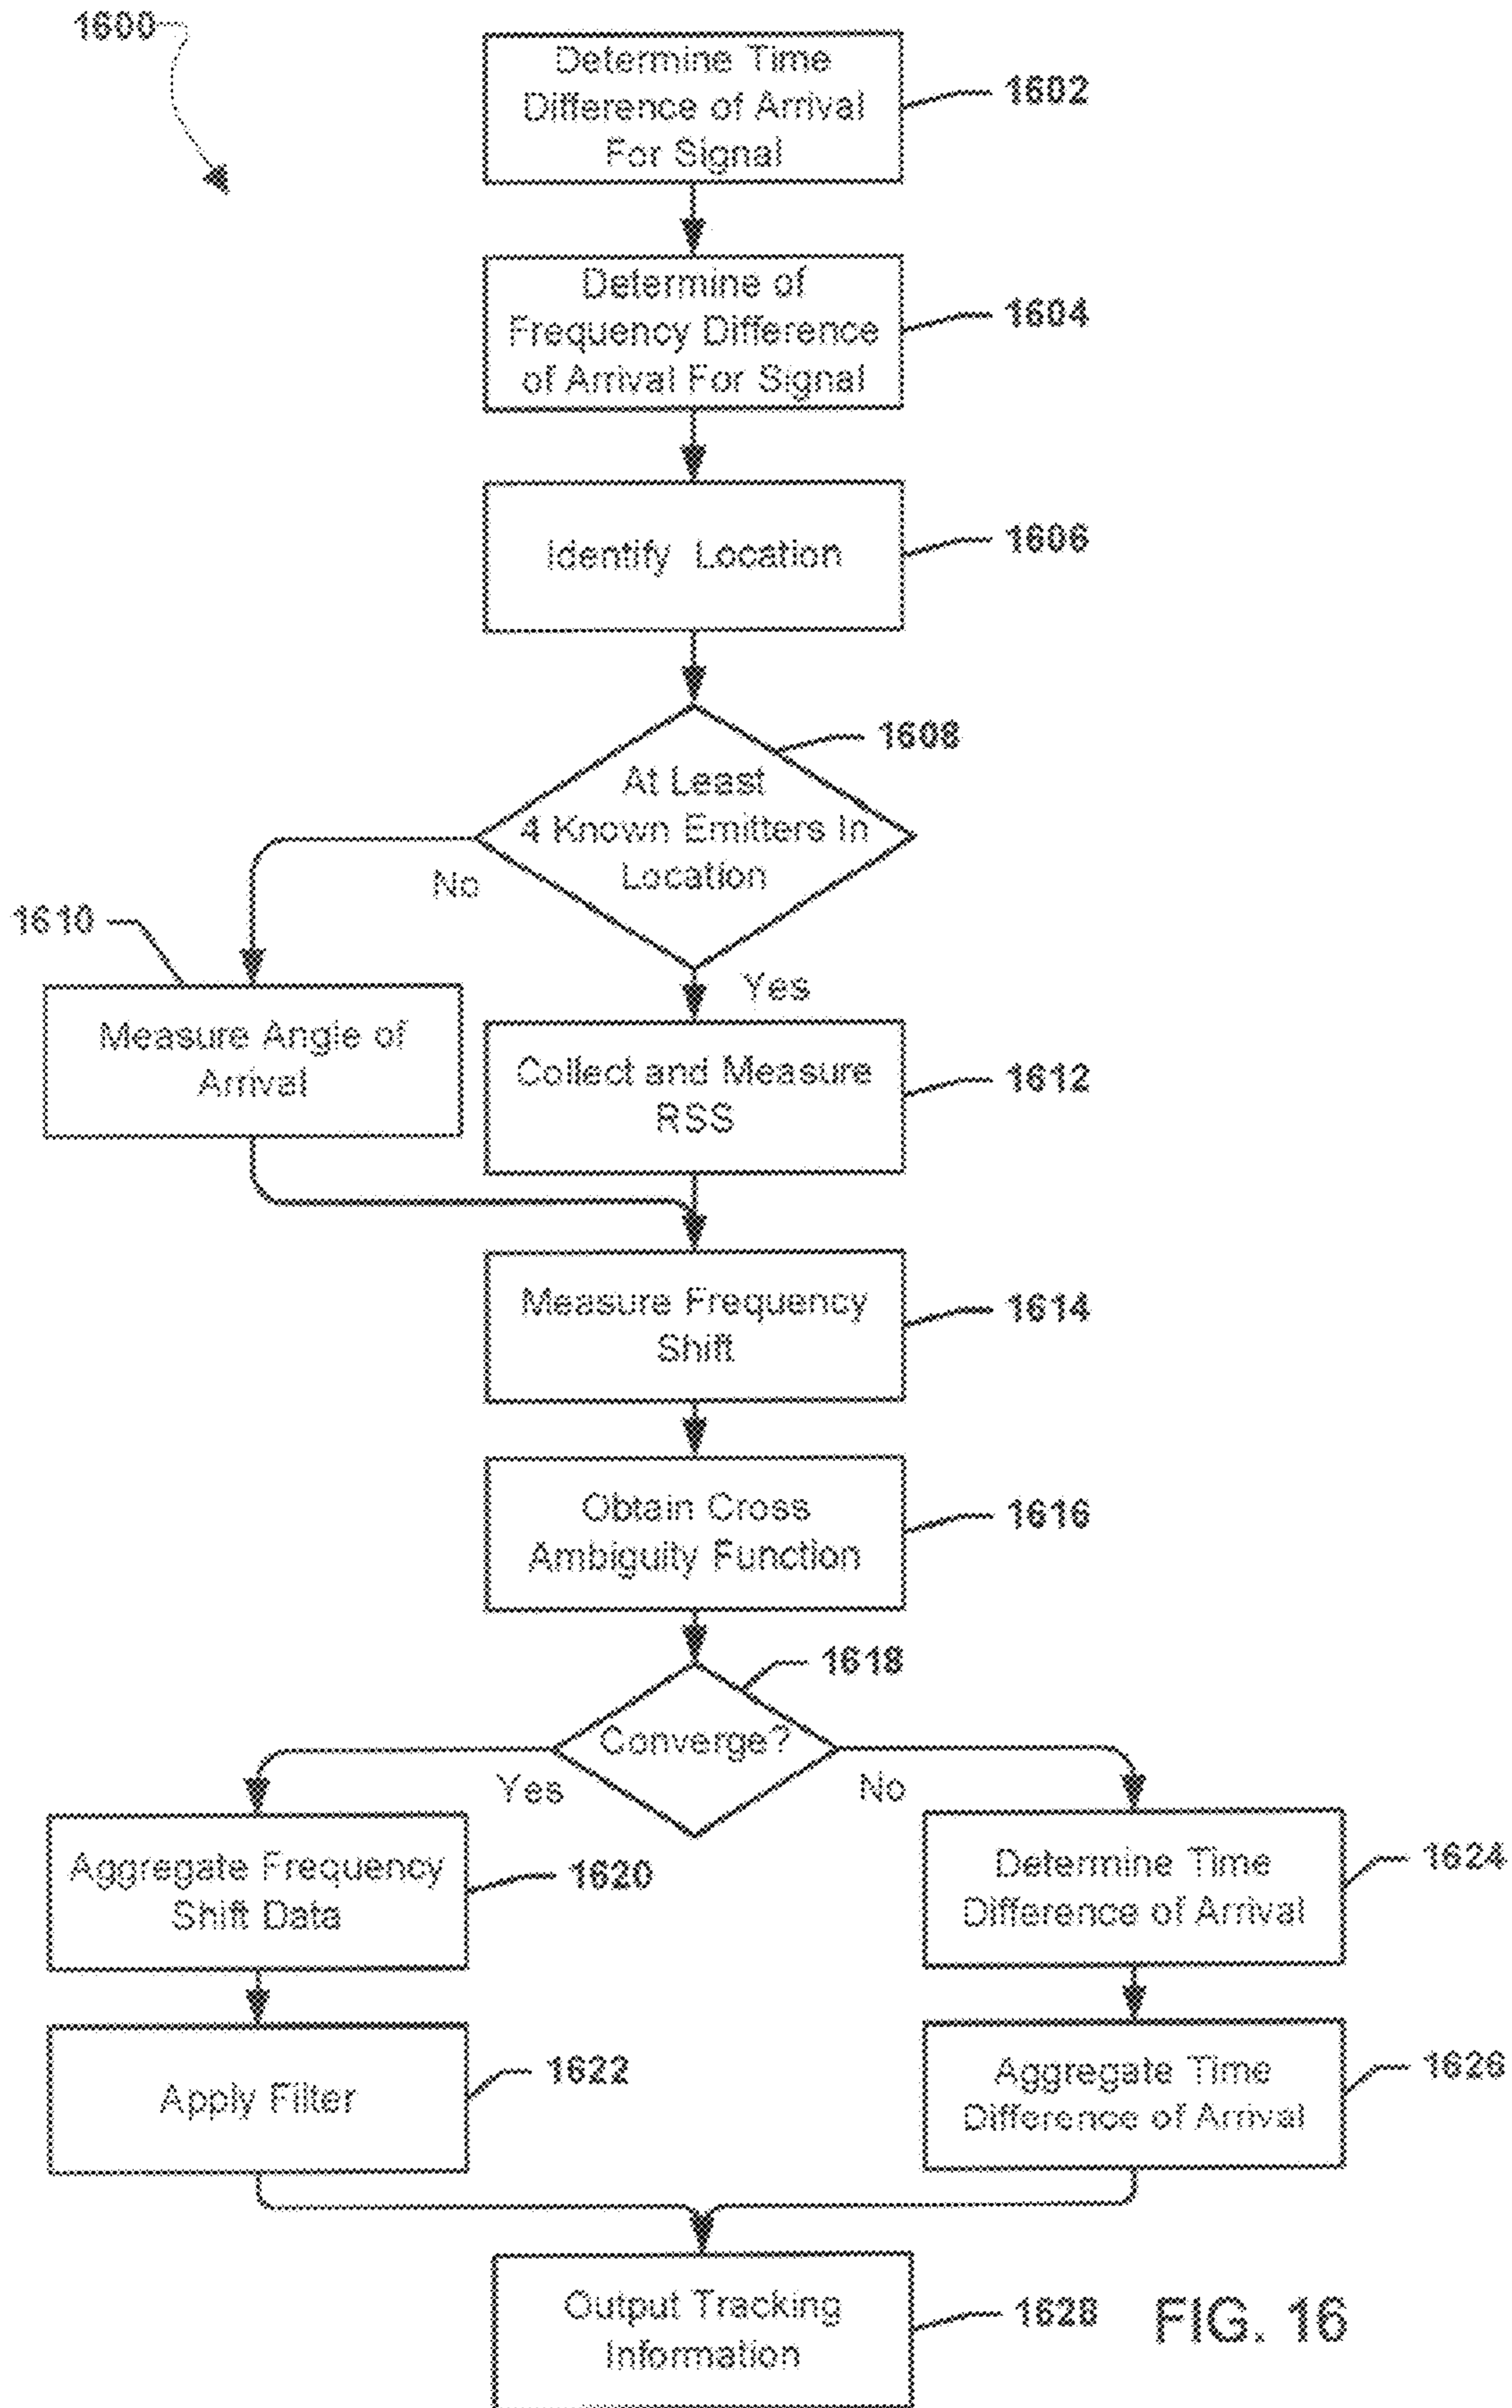 1600
Determine Time
Difference of Arrival
For Signal
1602
Determine of
Frequency Difference
of Arrival For Signal
1604
Identify Location
1606
1608
At Least
4 Known Emitters In
Location
No
Yes
1610
Measure Angle of
Arrival
Collect and Measure
RSS
1612
Measure Frequency
Shift
1614
Obtain Cross
Ambiguity Function
1616
1618
Converge?
Yes
No
Aggregate Frequency
Shift Data
1620
Determine Time
Difference of Arrival
1624
Apply Filter
1622
Aggregate Time
Difference of Arrival
1626
Output Tracking
Information
1628
FIG. 16